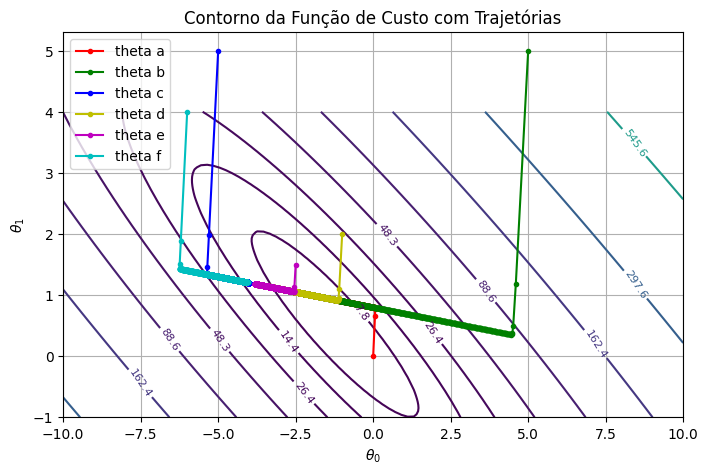 Contorno da Função de Custo com Trajetórias
theta a
theta b
theta c
theta d
theta e
theta f
5
4
3
2
1
0
−1
θ₁
545.6
48.3
297.6
88.6
7.8
26.4
162.4
14.4
88.6
48.3
162.4
26.4
−10.0 −7.5 −5.0 −2.5 0.0 2.5 5.0 7.5 10.0
θ₀